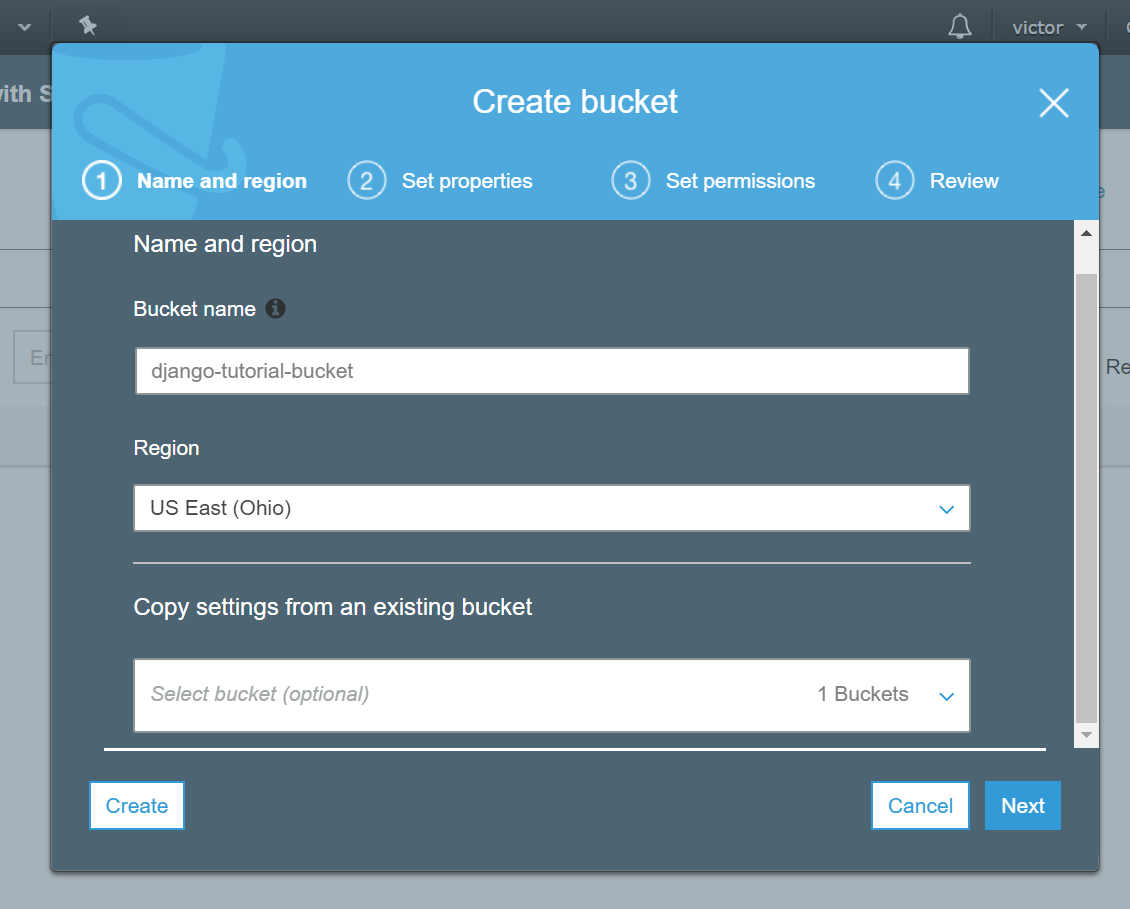 victor
with S
Create bucket
1 Name and region 2 Set properties 3 Set permissions 4 Review
Name and region
Bucket name
django-tutorial-bucket
En
Re
Region
US East (Ohio)
Copy settings from an existing bucket
Select bucket (optional) 1 Buckets
Create Cancel Next